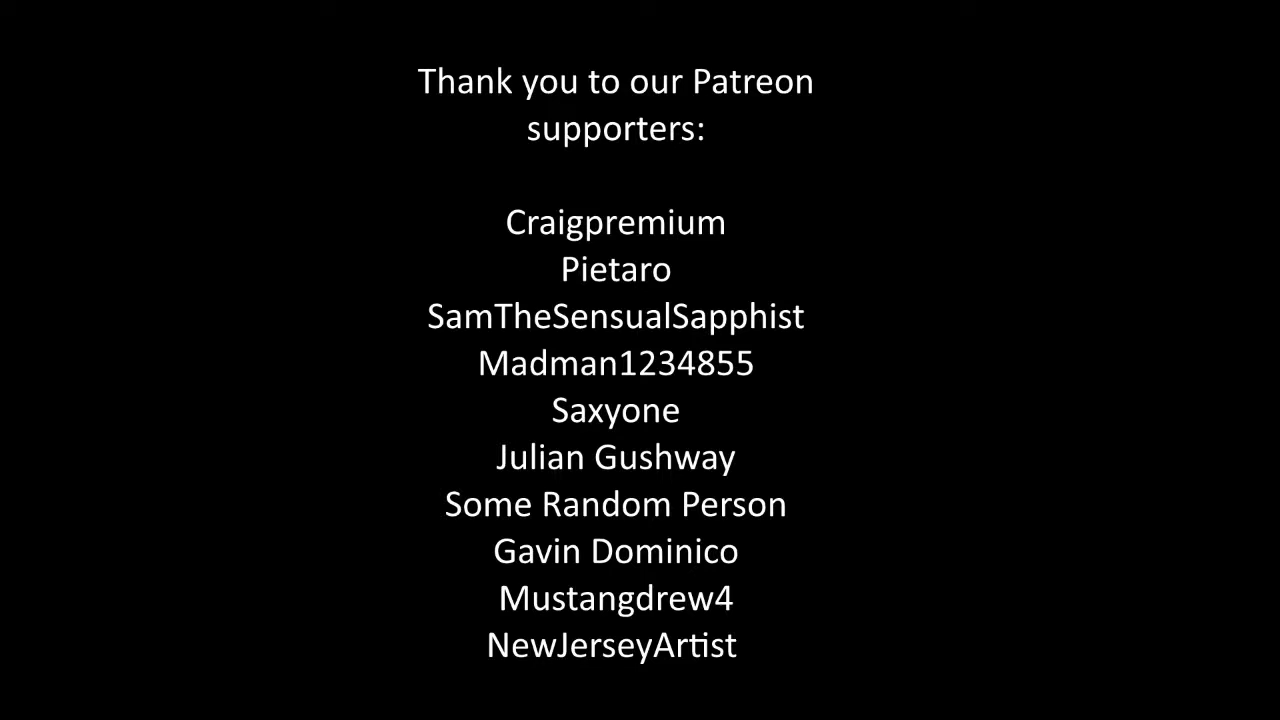 Thank you to our Patreon
supporters:
Craigpremium
Pietaro
SamTheSensualSapphist
Madman1234855
Saxyone
Julian Gushway
Some Random Person
Gavin Dominico
Mustangdrew4
NewJerseyArtist